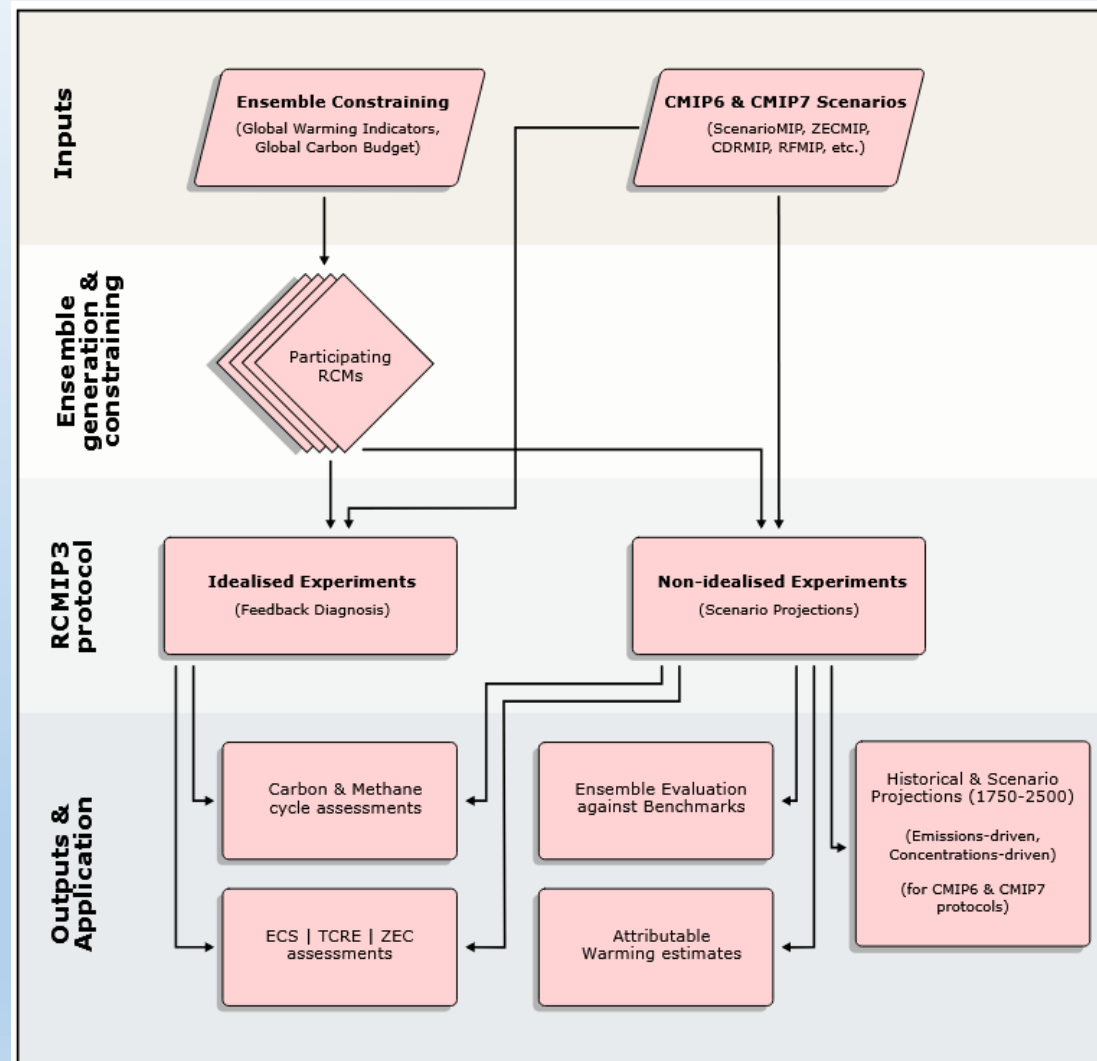 Inputs
Ensemble Constraining
(Global Warming Indicators,
Global Carbon Budget)
CMIP6 & CMIP7 Scenarios
(ScenarioMIP, ZECMIP,
CDRMIP, RFMIP, etc.)
Ensemble
generation &
constraining
Participating
RCMs
RCMIP3
protocol
Idealised Experiments
(Feedback Diagnosis)
Non-idealised Experiments
(Scenario Projections)
Outputs &
Application
Carbon & Methane
cycle assessments
Ensemble Evaluation
against Benchmarks
Historical & Scenario
Projections (1750-2500)
(Emissions-driven,
Concentrations-driven)
(for CMIP6 & CMIP7
protocols)
ECS | TCRE | ZEC
assessments
Attributable
Warming estimates